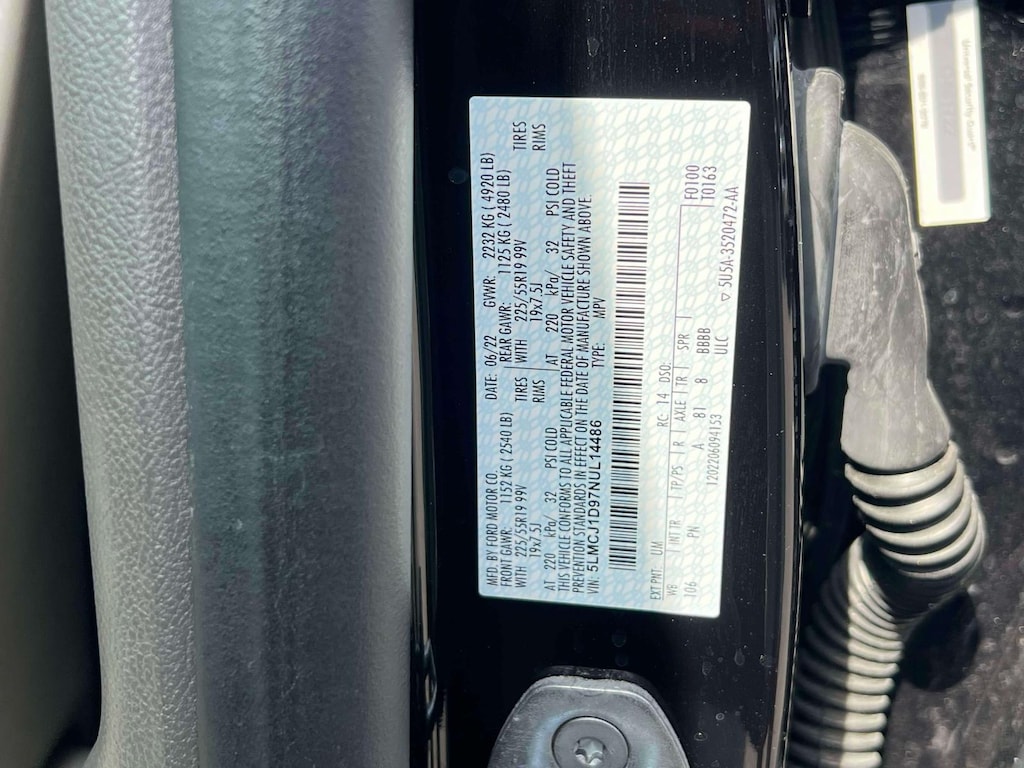 MFD. BY FORD MOTOR CO. DATE: 06/22 GVWR: 2232 KG ( 4920 LB)
FRONT GAWR: 1152 KG ( 2540 LB) REAR GAWR: 1125 KG ( 2480 LB)
WITH 225/55R19 99V TIRES WITH 225/55R19 99V TIRES
19x7.5J RIMS 19x7.5J RIMS
AT 220 kPa/ 32 PSI COLD AT 220 kPa/ 32 PSI COLD
THIS VEHICLE CONFORMS TO ALL APPLICABLE FEDERAL MOTOR VEHICLE SAFETY AND THEFT
PREVENTION STANDARDS IN EFFECT ON THE DATE OF MANUFACTURE SHOWN ABOVE.
VIN: 5LMCJ1D97NUL14486 TYPE: MPV
EXT PNT: UM RC: 14 DSO: F0100
T0163
WB INT TR TP/PS R AXLE TR SPR
106 PN A 81 8 BBBB
ULC
1202206094153 5U5A-3520472-AA